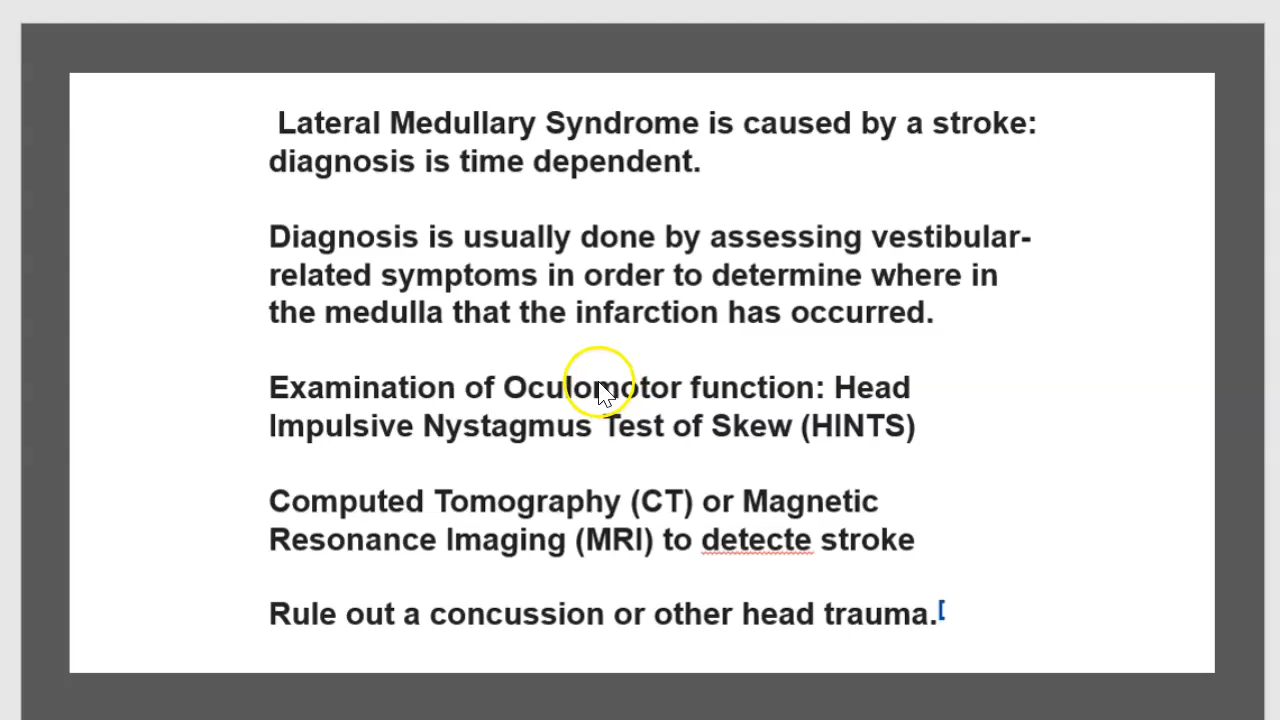 Lateral Medullary Syndrome is caused by a stroke:
diagnosis is time dependent.
Diagnosis is usually done by assessing vestibular-
related symptoms in order to determine where in
the medulla that the infarction has occurred.
Examination of Oculomotor function: Head
Impulsive Nystagmus Test of Skew (HINTS)
Computed Tomography (CT) or Magnetic
Resonance Imaging (MRI) to detecte stroke
Rule out a concussion or other head trauma.[